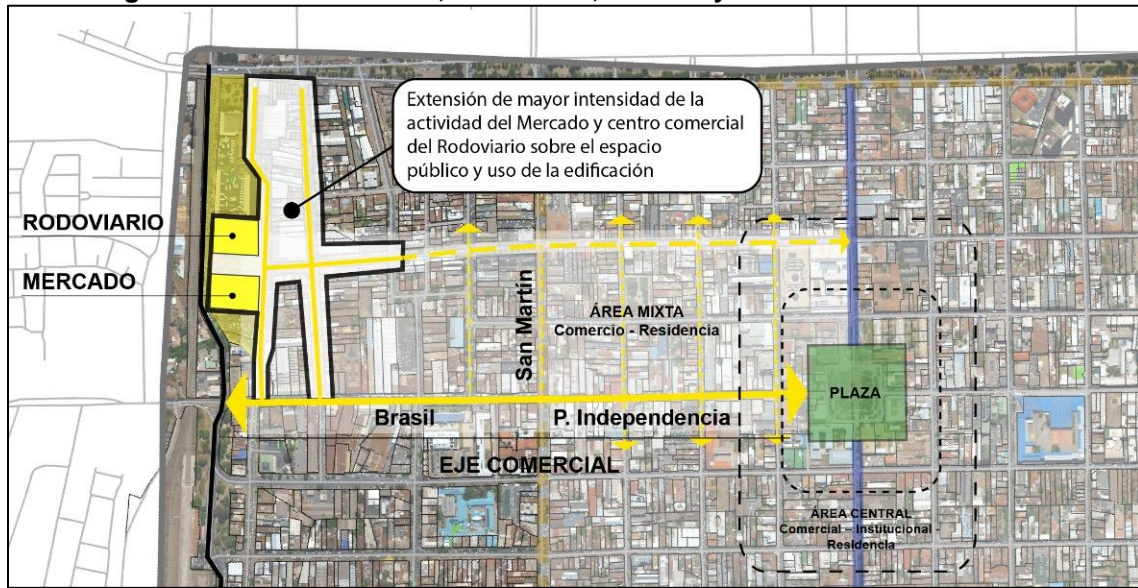 Extensión de mayor intensidad de la
actividad del Mercado y centro comercial
del Rodoviario sobre el espacio
público y uso de la edificación
RODOVIARIO
MERCADO
San Martín
ÁREA MIXTA
Comercio - Residencia
PLAZA
Brasil
P. Independencia
EJE COMERCIAL
ÁREA CENTRAL
Comercial – Institucional -
Residencia